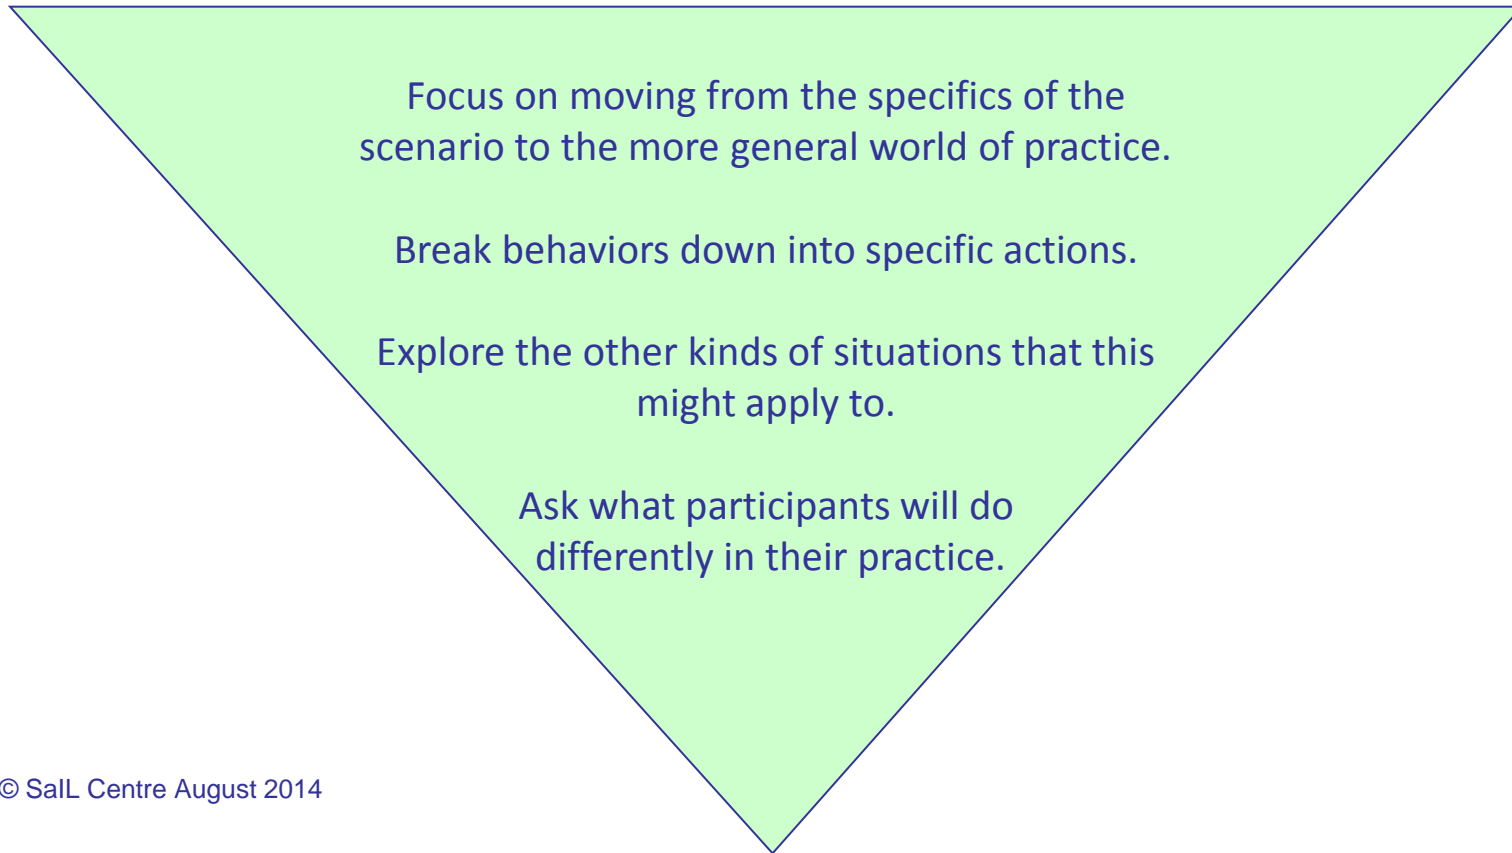 Focus on moving from the specifics of the
scenario to the more general world of practice.
Break behaviors down into specific actions.
Explore the other kinds of situations that this
might apply to.
Ask what participants will do
differently in their practice.
© SaIL Centre August 2014